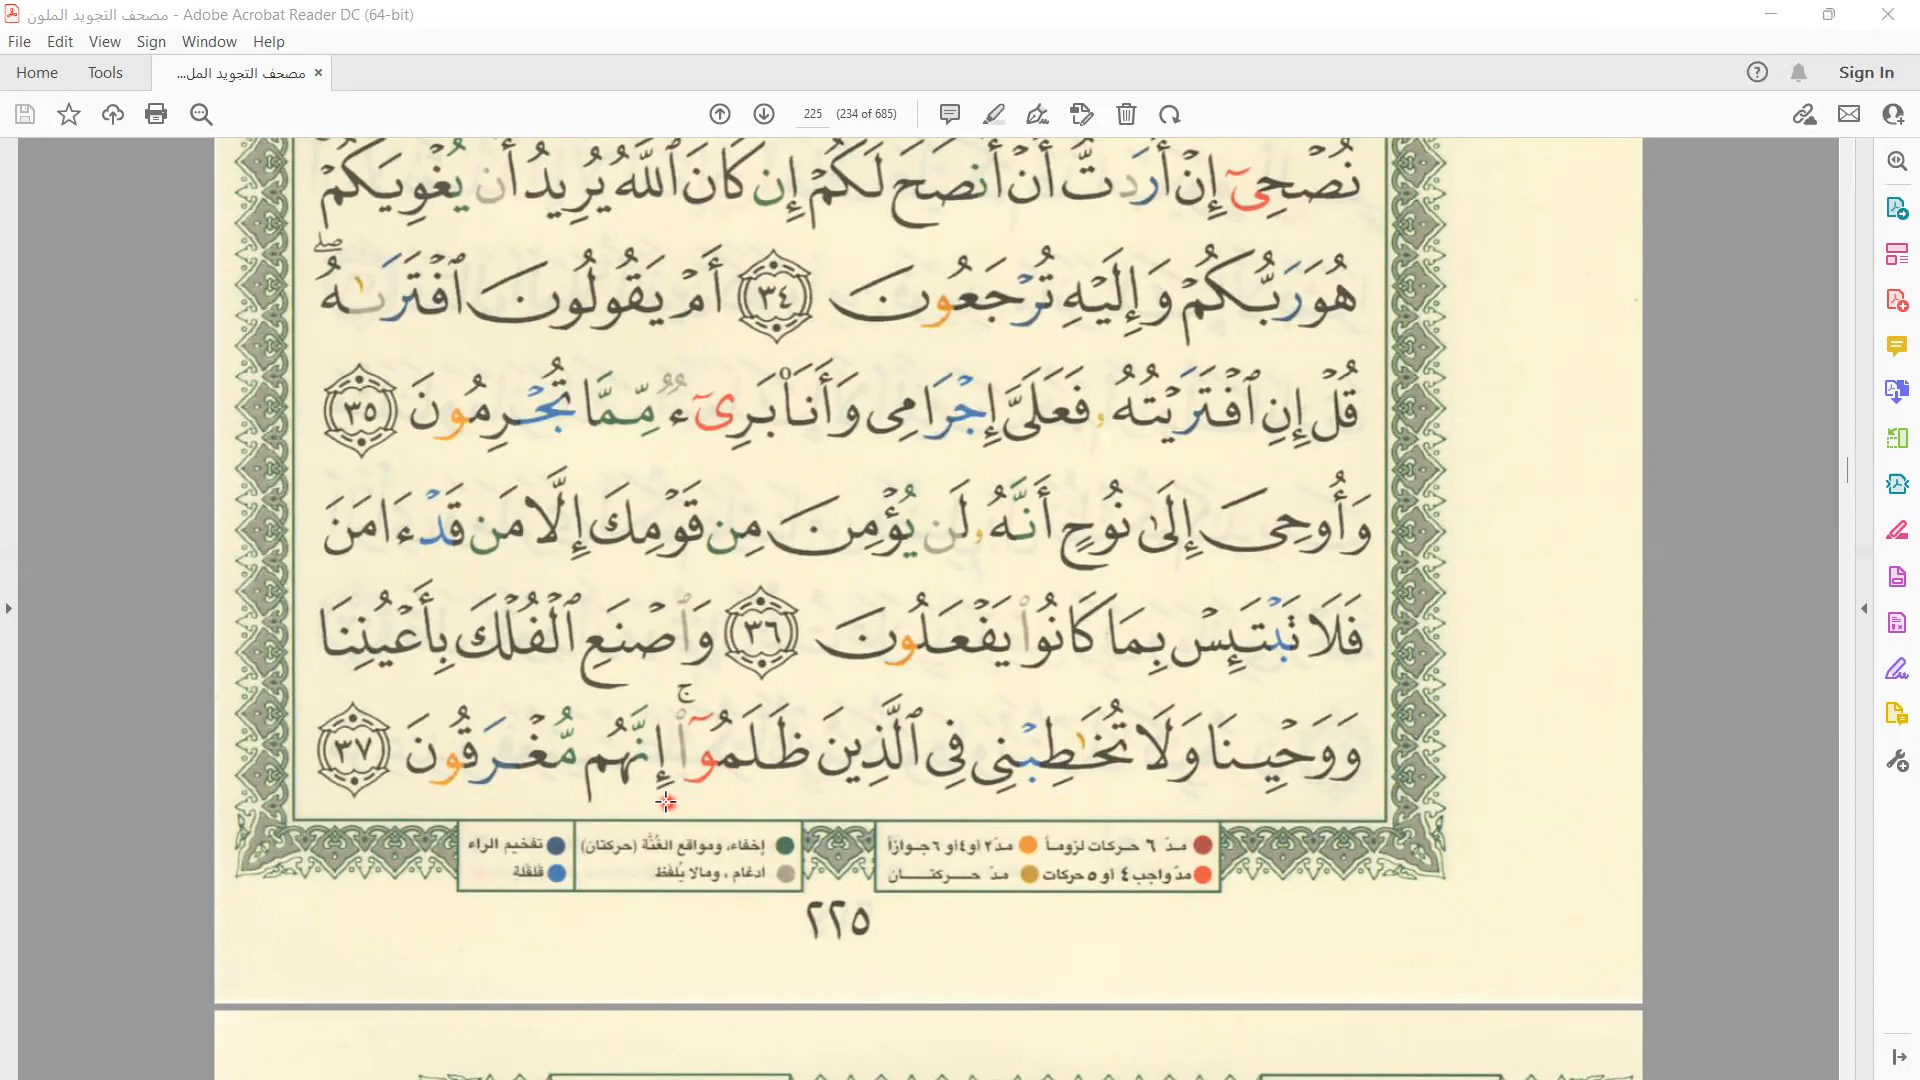 مصحف التجويد الملون - Adobe Acrobat Reader DC (64-bit)
File Edit View Sign Window Help
Home Tools مصحف التجويد المل... × Sign In
225 (234 of 685)
نُصْحِىٓ إِنْ أَرَدتُّ أَنْ أَنصَحَ لَكُمْ إِن كَانَ ٱللَّهُ يُرِيدُ أَن يُغْوِيَكُمْ
هُوَ رَبُّكُمْ وَإِلَيْهِ تُرْجَعُونَ ٣٤ أَمْ يَقُولُونَ ٱفْتَرَىٰهُ ۖ
قُلْ إِنِ ٱفْتَرَيْتُهُۥ فَعَلَىَّ إِجْرَامِى وَأَنَا۠ بَرِىٓءٌ مِّمَّا تُجْرِمُونَ ٣٥
وَأُوحِىَ إِلَىٰ نُوحٍ أَنَّهُۥ لَن يُؤْمِنَ مِن قَوْمِكَ إِلَّا مَن قَدْ ءَامَنَ
فَلَا تَبْتَئِسْ بِمَا كَانُوا۟ يَفْعَلُونَ ٣٦ وَٱصْنَعِ ٱلْفُلْكَ بِأَعْيُنِنَا
وَوَحْيِنَا وَلَا تُخَٰطِبْنِى فِى ٱلَّذِينَ ظَلَمُوٓا۟ ۚ إِنَّهُم مُّغْرَقُونَ ٣٧
مدّ ٦ حركات لزوماً مدّ ٢ أو ٤ أو ٦ جوازاً إخفاء، ومواقع الغُنَّة (حركتان) تفخيم الراء
مدّ واجب ٤ أو ٥ حركات مدّ حركتان ادغام ، ومالا يُلفظ قلقلة
٢٢٥